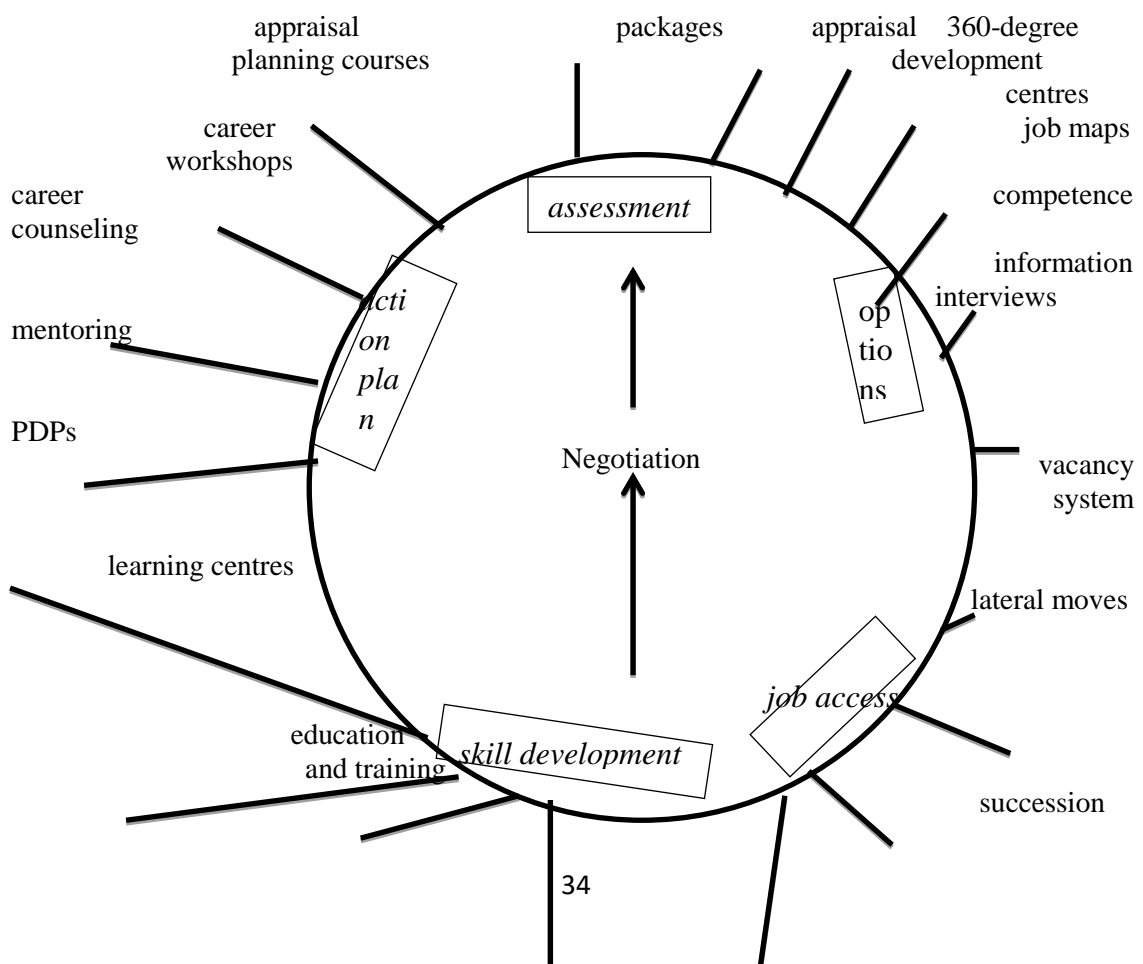 appraisal packages appraisal 360-degree
planning courses development
centres
career job maps
workshops
career competence
counseling
assessment
information
interviews
acti
on
pla
n
op
tio
ns
mentoring
PDPs
Negotiation
vacancy
system
learning centres
lateral moves
job access
education
and training
skill development
succession
34